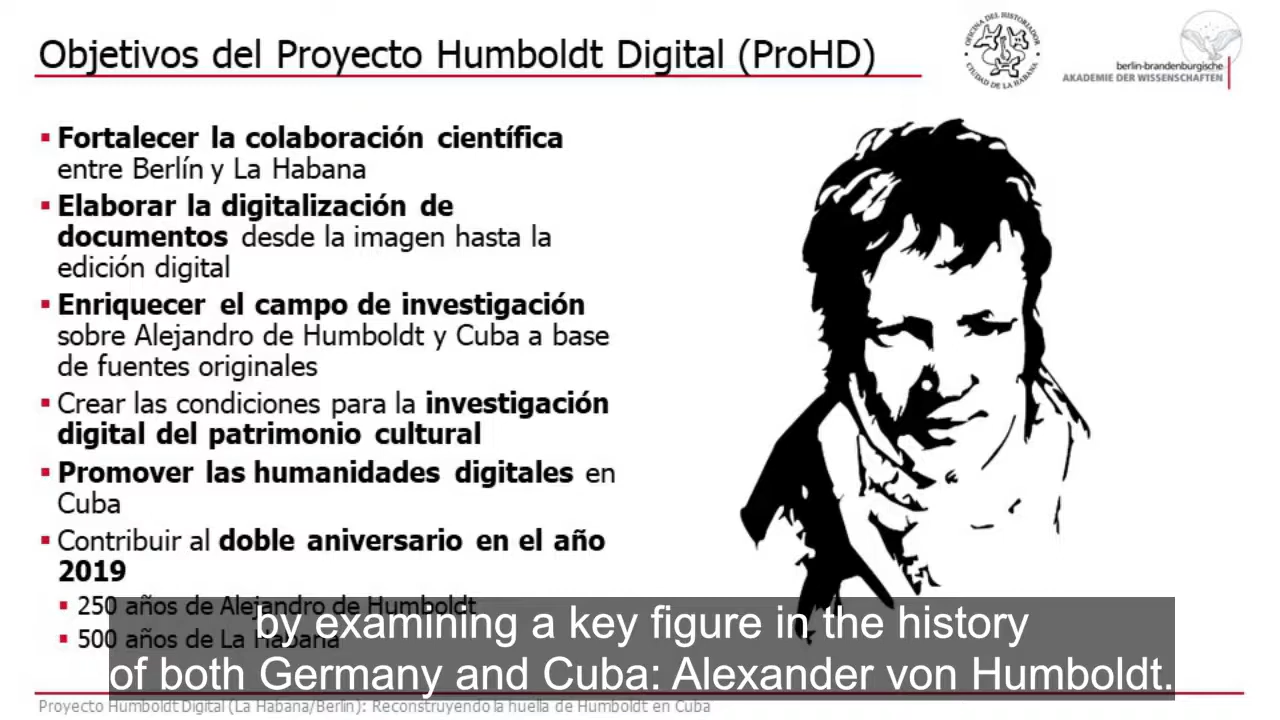 Objetivos del Proyecto Humboldt Digital (ProHD)
OFICINA DEL HISTORIADOR
CIUDAD DE LA HABANA
berlin-brandenburgische
AKADEMIE DER WISSENSCHAFTEN
▪ Fortalecer la colaboración científica
entre Berlín y La Habana
▪ Elaborar la digitalización de
documentos desde la imagen hasta la
edición digital
▪ Enriquecer el campo de investigación
sobre Alejandro de Humboldt y Cuba a base
de fuentes originales
▪ Crear las condiciones para la investigación
digital del patrimonio cultural
▪ Promover las humanidades digitales en
Cuba
▪ Contribuir al doble aniversario en el año
2019
▪ 250 años de Alejandro de Humboldt
▪ 500 años de La Habana
by examining a key figure in the history
of both Germany and Cuba: Alexander von Humboldt.
Proyecto Humboldt Digital (La Habana/Berlin): Reconstruyendo la huella de Humboldt en Cuba